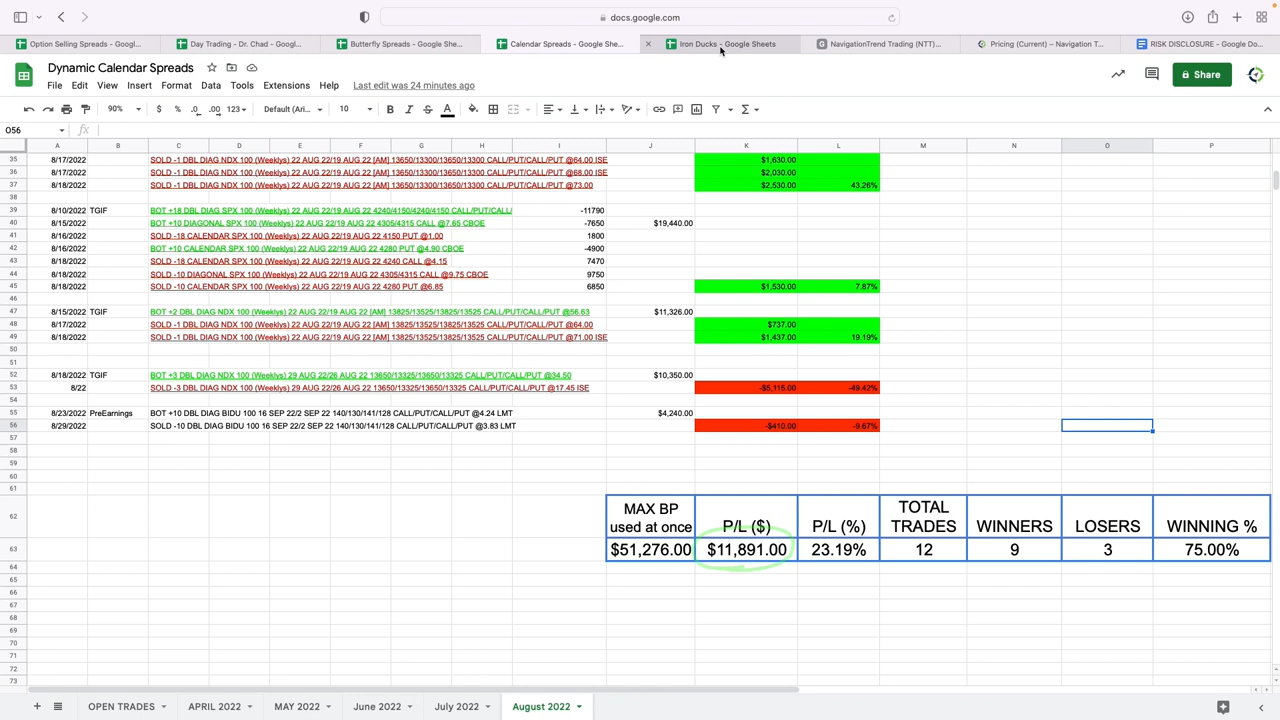 docs.google.com
Option Selling Spreads - Googl...
Day Trading - Dr. Chad - Googl...
Butterfly Spreads - Google She...
Calendar Spreads - Google She...
Iron Ducks - Google Sheets
NavigationTrend Trading (NTT)...
Pricing (Current) – Navigation T...
RISK DISCLOSURE - Google Do...
Dynamic Calendar Spreads
File Edit View Insert Format Data Tools Extensions Help Last edit was 24 minutes ago
Share
90% $ % .0 .00 123 Default (Ari... 10 B I S A
O56 fx
A B C D E F G H I J K L M N O P
35 8/17/2022 SOLD -1 DBL DIAG NDX 100 (Weeklys) 22 AUG 22/19 AUG 22 [AM] 13650/13300/13650/13300 CALL/PUT/CALL/PUT @64.00 ISE $1,630.00
36 8/17/2022 SOLD -1 DBL DIAG NDX 100 (Weeklys) 22 AUG 22/19 AUG 22 [AM] 13650/13300/13650/13300 CALL/PUT/CALL/PUT @68.00 ISE $2,030.00
37 8/18/2022 SOLD -1 DBL DIAG NDX 100 (Weeklys) 22 AUG 22/19 AUG 22 [AM] 13650/13300/13650/13300 CALL/PUT/CALL/PUT @73.00 $2,530.00 43.26%
38
39 8/10/2022 TGIF BOT +18 DBL DIAG SPX 100 (Weeklys) 22 AUG 22/19 AUG 22 4240/4150/4240/4150 CALL/PUT/CALL/ -11790
40 8/15/2022 BOT +10 DIAGONAL SPX 100 (Weeklys) 22 AUG 22/19 AUG 22 4305/4315 CALL @7.65 CBOE -7650 $19,440.00
41 8/16/2022 SOLD -18 CALENDAR SPX 100 (Weeklys) 22 AUG 22/19 AUG 22 4150 PUT @1.00 1800
42 8/16/2022 BOT +10 CALENDAR SPX 100 (Weeklys) 22 AUG 22/19 AUG 22 4280 PUT @4.90 CBOE -4900
43 8/18/2022 SOLD -18 CALENDAR SPX 100 (Weeklys) 22 AUG 22/19 AUG 22 4240 CALL @4.15 7470
44 8/18/2022 SOLD -10 DIAGONAL SPX 100 (Weeklys) 22 AUG 22/19 AUG 22 4305/4315 CALL @9.75 CBOE 9750
45 8/18/2022 SOLD -10 CALENDAR SPX 100 (Weeklys) 22 AUG 22/19 AUG 22 4280 PUT @6.85 6850 $1,530.00 7.87%
46
47 8/15/2022 TGIF BOT +2 DBL DIAG NDX 100 (Weeklys) 22 AUG 22/19 AUG 22 [AM] 13825/13525/13825/13525 CALL/PUT/CALL/PUT @56.63 $11,326.00
48 8/17/2022 SOLD -1 DBL DIAG NDX 100 (Weeklys) 22 AUG 22/19 AUG 22 [AM] 13825/13525/13825/13525 CALL/PUT/CALL/PUT @64.00 $737.00
49 8/18/2022 SOLD -1 DBL DIAG NDX 100 (Weeklys) 22 AUG 22/19 AUG 22 [AM] 13825/13525/13825/13525 CALL/PUT/CALL/PUT @71.00 ISE $1,437.00 19.19%
50
51
52 8/18/2022 TGIF BOT +3 DBL DIAG NDX 100 (Weeklys) 29 AUG 22/26 AUG 22 13650/13325/13650/13325 CALL/PUT/CALL/PUT @34.50 $10,350.00
53 8/22 SOLD -3 DBL DIAG NDX 100 (Weeklys) 29 AUG 22/26 AUG 22 13650/13325/13650/13325 CALL/PUT/CALL/PUT @17.45 ISE -$5,115.00 -49.42%
54
55 8/23/2022 PreEarnings BOT +10 DBL DIAG BIDU 100 16 SEP 22/2 SEP 22 140/130/141/128 CALL/PUT/CALL/PUT @4.24 LMT $4,240.00
56 8/29/2022 SOLD -10 DBL DIAG BIDU 100 16 SEP 22/2 SEP 22 140/130/141/128 CALL/PUT/CALL/PUT @3.83 LMT -$410.00 -9.67%
57
58
59
60
61
62 MAX BP used at once P/L ($) P/L (%) TOTAL TRADES WINNERS LOSERS WINNING %
63 $51,276.00 $11,891.00 23.19% 12 9 3 75.00%
64
65
66
67
68
69
70
71
72
73
OPEN TRADES APRIL 2022 MAY 2022 June 2022 July 2022 August 2022